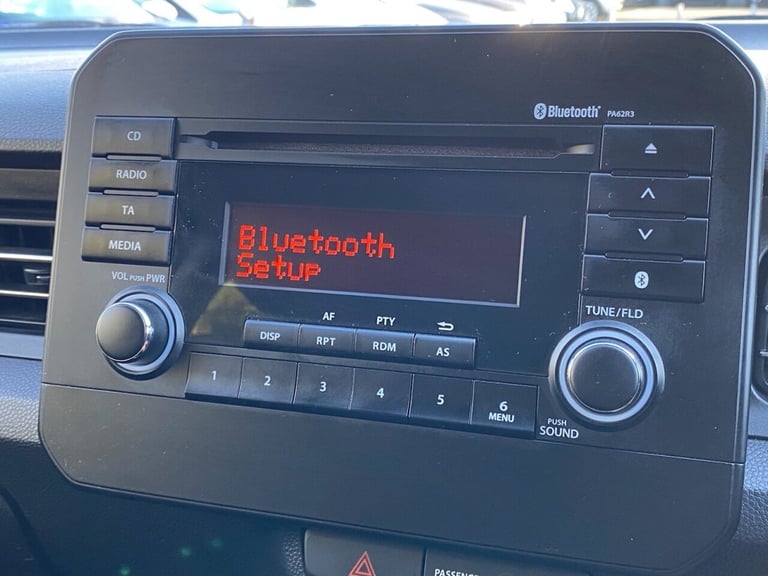 Bluetooth PA62R3
CD
RADIO
TA
MEDIA
Bluetooth
Setup
VOL PUSH PWR
TUNE/FLD
AF PTY
DISP RPT RDM AS
1 2 3 4 5 6
MENU
PUSH
SOUND
PASSENGER